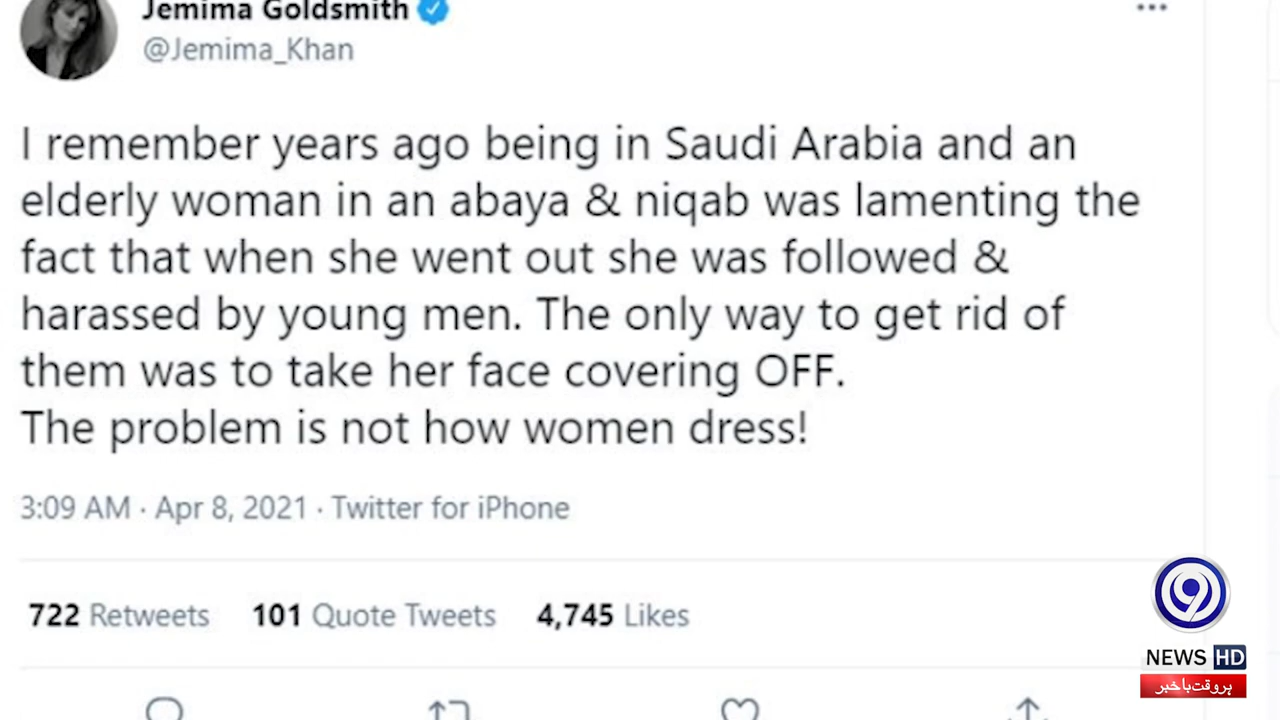 Jemima Goldsmith
@Jemima_Khan
I remember years ago being in Saudi Arabia and an
elderly woman in an abaya & niqab was lamenting the
fact that when she went out she was followed &
harassed by young men. The only way to get rid of
them was to take her face covering OFF.
The problem is not how women dress!
3:09 AM · Apr 8, 2021 · Twitter for iPhone
722 Retweets 101 Quote Tweets 4,745 Likes
9
NEWS HD
ہروقت باخبر